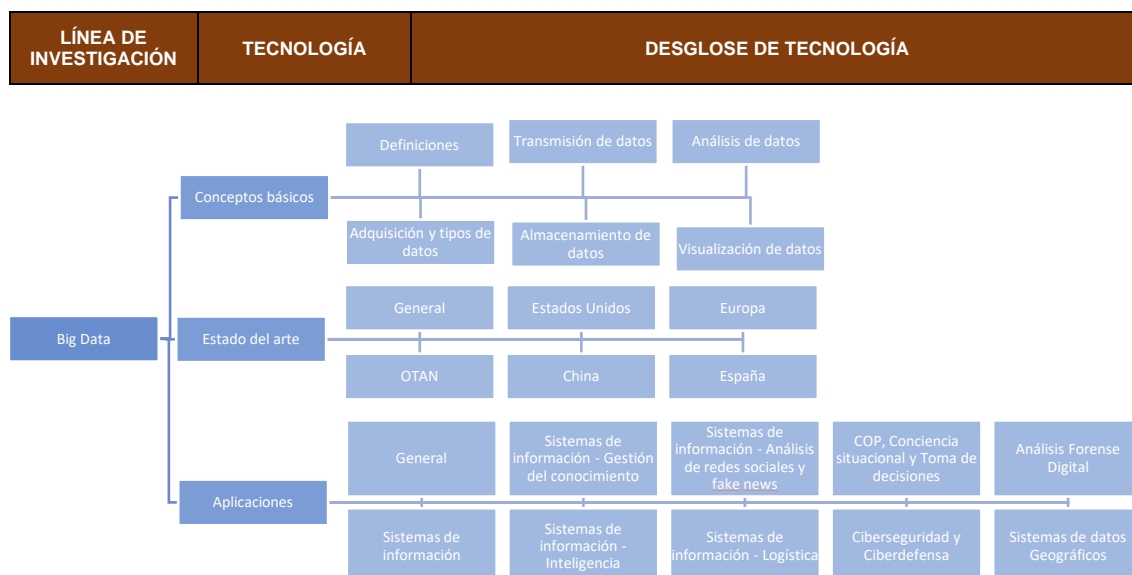 LÍNEA DE
INVESTIGACIÓN
TECNOLOGÍA
DESGLOSE DE TECNOLOGÍA
Big Data
Conceptos básicos
Definiciones
Transmisión de datos
Análisis de datos
Adquisición y tipos de
datos
Almacenamiento de
datos
Visualización de datos
Estado del arte
General
Estados Unidos
Europa
OTAN
China
España
Aplicaciones
General
Sistemas de
información - Gestión
del conocimiento
Sistemas de
información - Análisis
de redes sociales y
fake news
COP, Conciencia
situacional y Toma de
decisiones
Análisis Forense
Digital
Sistemas de
información
Sistemas de
información -
Inteligencia
Sistemas de
información - Logística
Ciberseguridad y
Ciberdefensa
Sistemas de datos
Geográficos